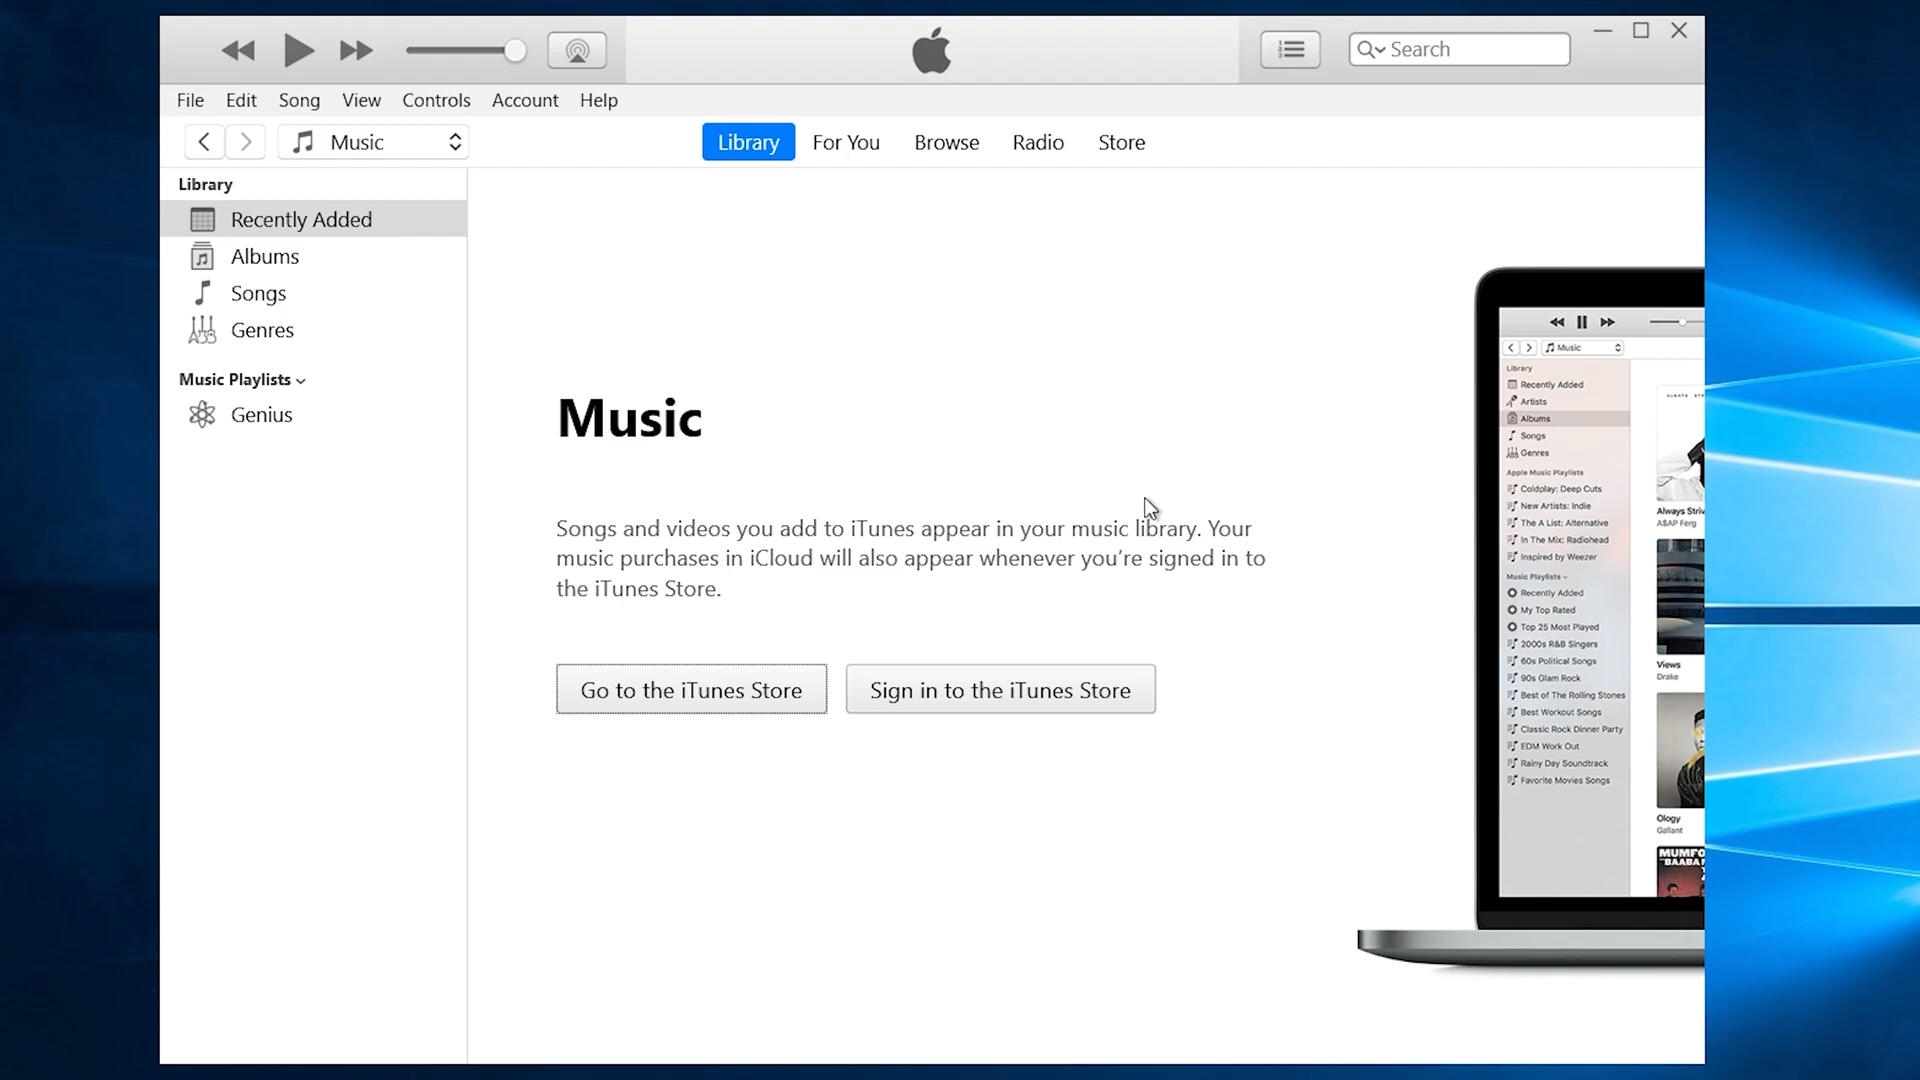 Search
File Edit Song View Controls Account Help
Music
Library For You Browse Radio Store
Library
Recently Added
Albums
Songs
Genres
Music Playlists
Genius
Music
Songs and videos you add to iTunes appear in your music library. Your
music purchases in iCloud will also appear whenever you're signed in to
the iTunes Store.
Go to the iTunes Store
Sign in to the iTunes Store
Music
Library
Recently Added
Artists
Albums
Songs
Genres
Apple Music Playlists
Coldplay: Deep Cuts
New Artists: Indie
The A List: Alternative
In The Mix: Radiohead
Inspired by Weezer
Music Playlists
Recently Added
My Top Rated
Top 25 Most Played
2000s R&B Singers
60s Political Songs
90s Glam Rock
Best of The Rolling Stones
Best Workout Songs
Classic Rock Dinner Party
EDM Work Out
Rainy Day Soundtrack
Favorite Movies Songs
ALWAYS
Always Striv
A$AP Ferg
Views
Drake
Ology
Gallant
MUMFO
BAABA